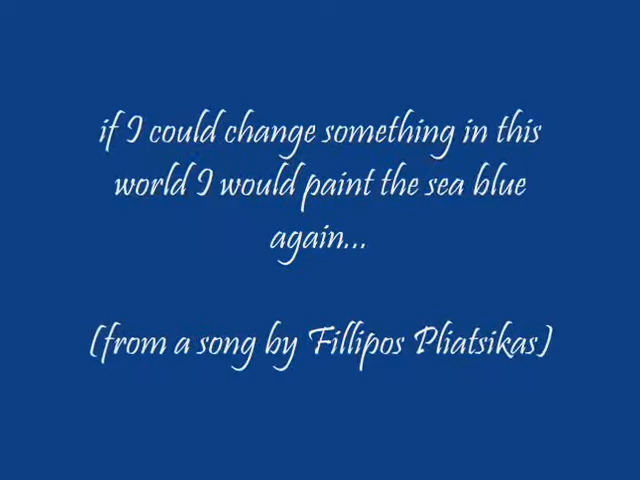 if I could change something in this
world I would paint the sea blue
again...
(from a song by Fillipos Pliatsikas)